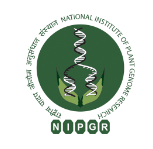 राष्ट्रीय पादप जीनोम अनुसंधान संस्थान
NATIONAL INSTITUTE OF PLANT GENOME RESEARCH
NIPGR